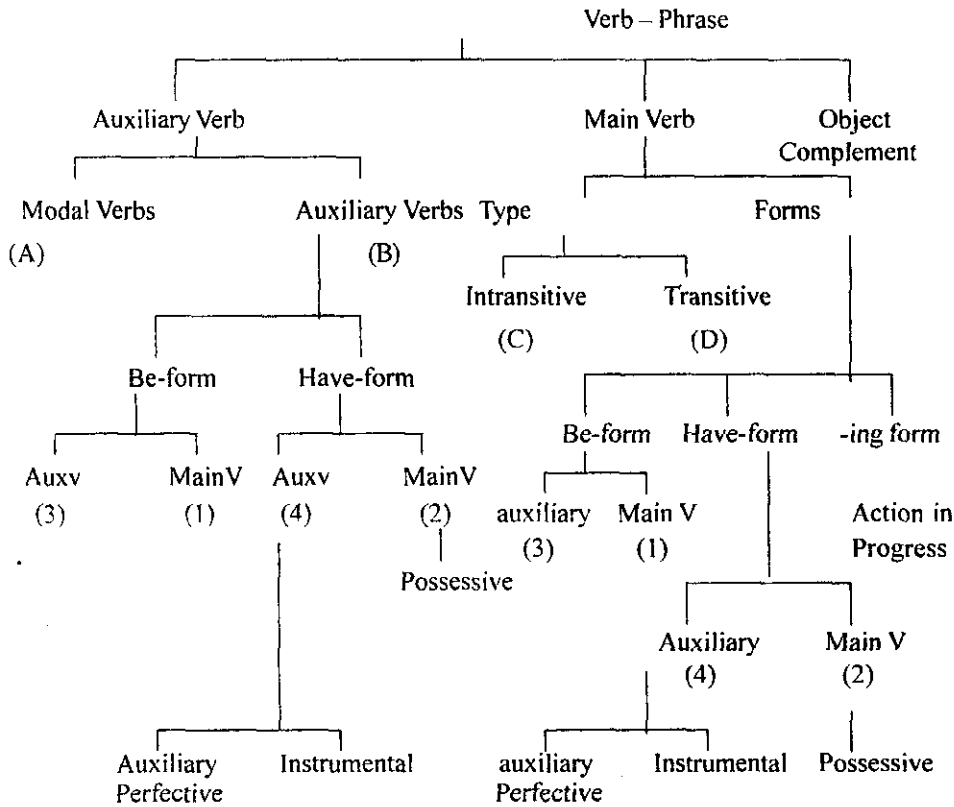 Verb – Phrase
Auxiliary Verb Main Verb Object
Complement
Modal Verbs Auxiliary Verbs Type Forms
(A) (B)
Intransitive Transitive
(C) (D)
Be-form Have-form
Be-form Have-form -ing form
Auxv MainV Auxv MainV
(3) (1) (4) (2)
auxiliary Main V Action in
(3) (1) Progress
Possessive
Auxiliary Main V
(4) (2)
Auxiliary Instrumental auxiliary Instrumental Possessive
Perfective Perfective